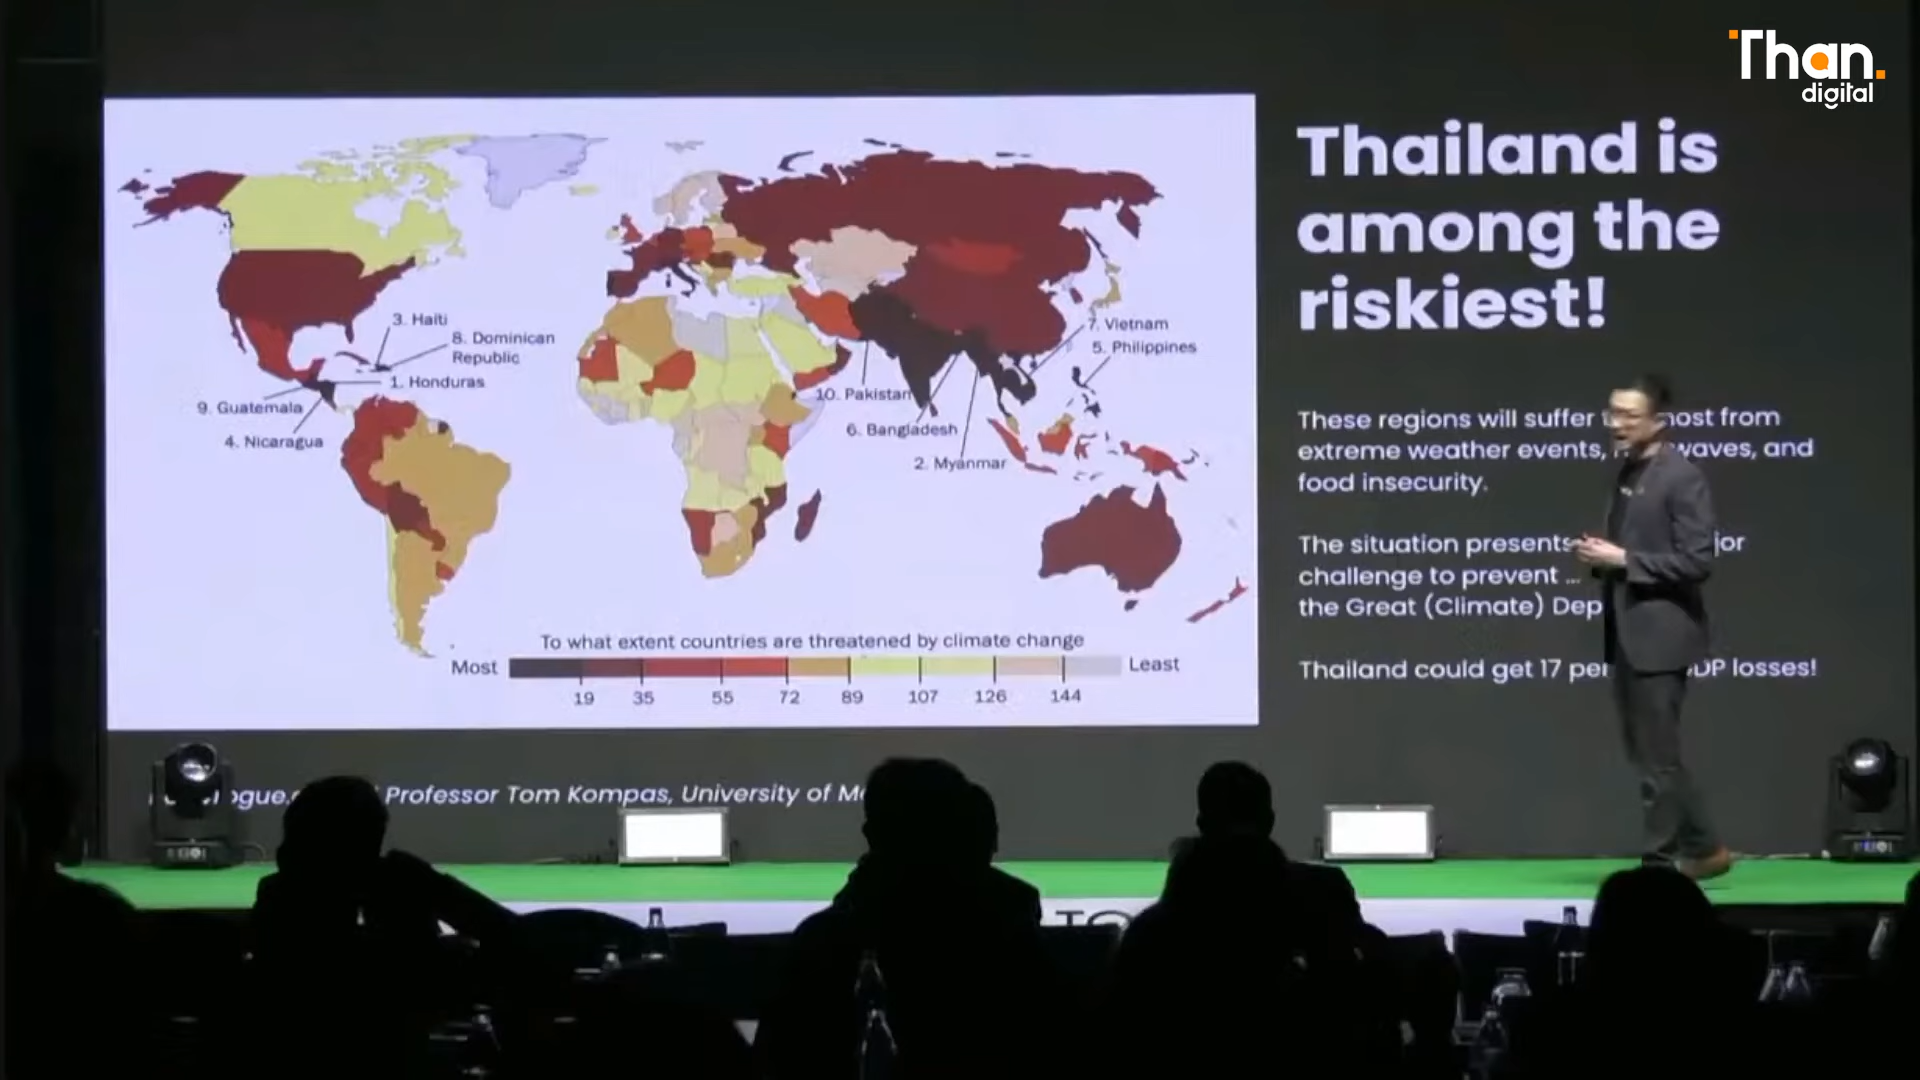 Than.
digital
Thailand is
among the
riskiest!
3. Haiti
8. Dominican
Republic
1. Honduras
9. Guatemala
4. Nicaragua
7. Vietnam
5. Philippines
10. Pakistan
6. Bangladesh
2. Myanmar
These regions will suffer most from
extreme weather events, waves, and
food insecurity.
The situation presents
challenge to prevent ...
the Great (Climate) Dep
Thailand could get 17 per GDP losses!
To what extent countries are threatened by climate change
Most
Least
19 35 55 72 89 107 126 144
Professor Tom Kompas, University of